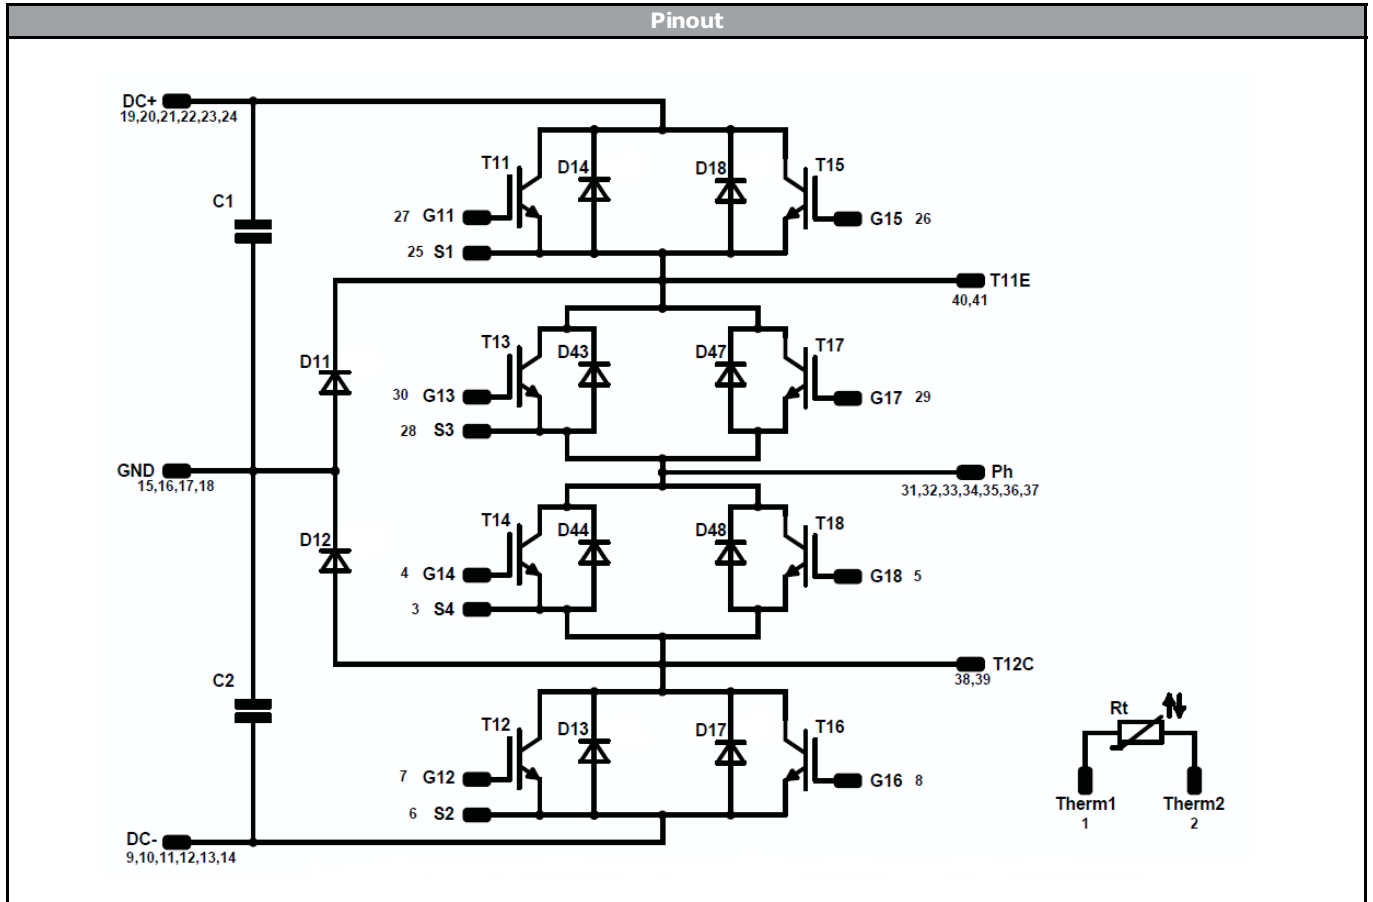 Pinout
DC+
19,20,21,22,23,24
T11
D14
D18
T15
C1
27 G11
G15 26
25 S1
T11E
40,41
T13
D43
D47
T17
D11
30 G13
G17 29
28 S3
GND
15,16,17,18
Ph
31,32,33,34,35,36,37
T14
D44
D48
T18
D12
4 G14
G18 5
3 S4
T12C
38,39
C2
Rt
T12
D13
D17
T16
7 G12
G16 8
6 S2
Therm1
Therm2
1
2
DC-
9,10,11,12,13,14